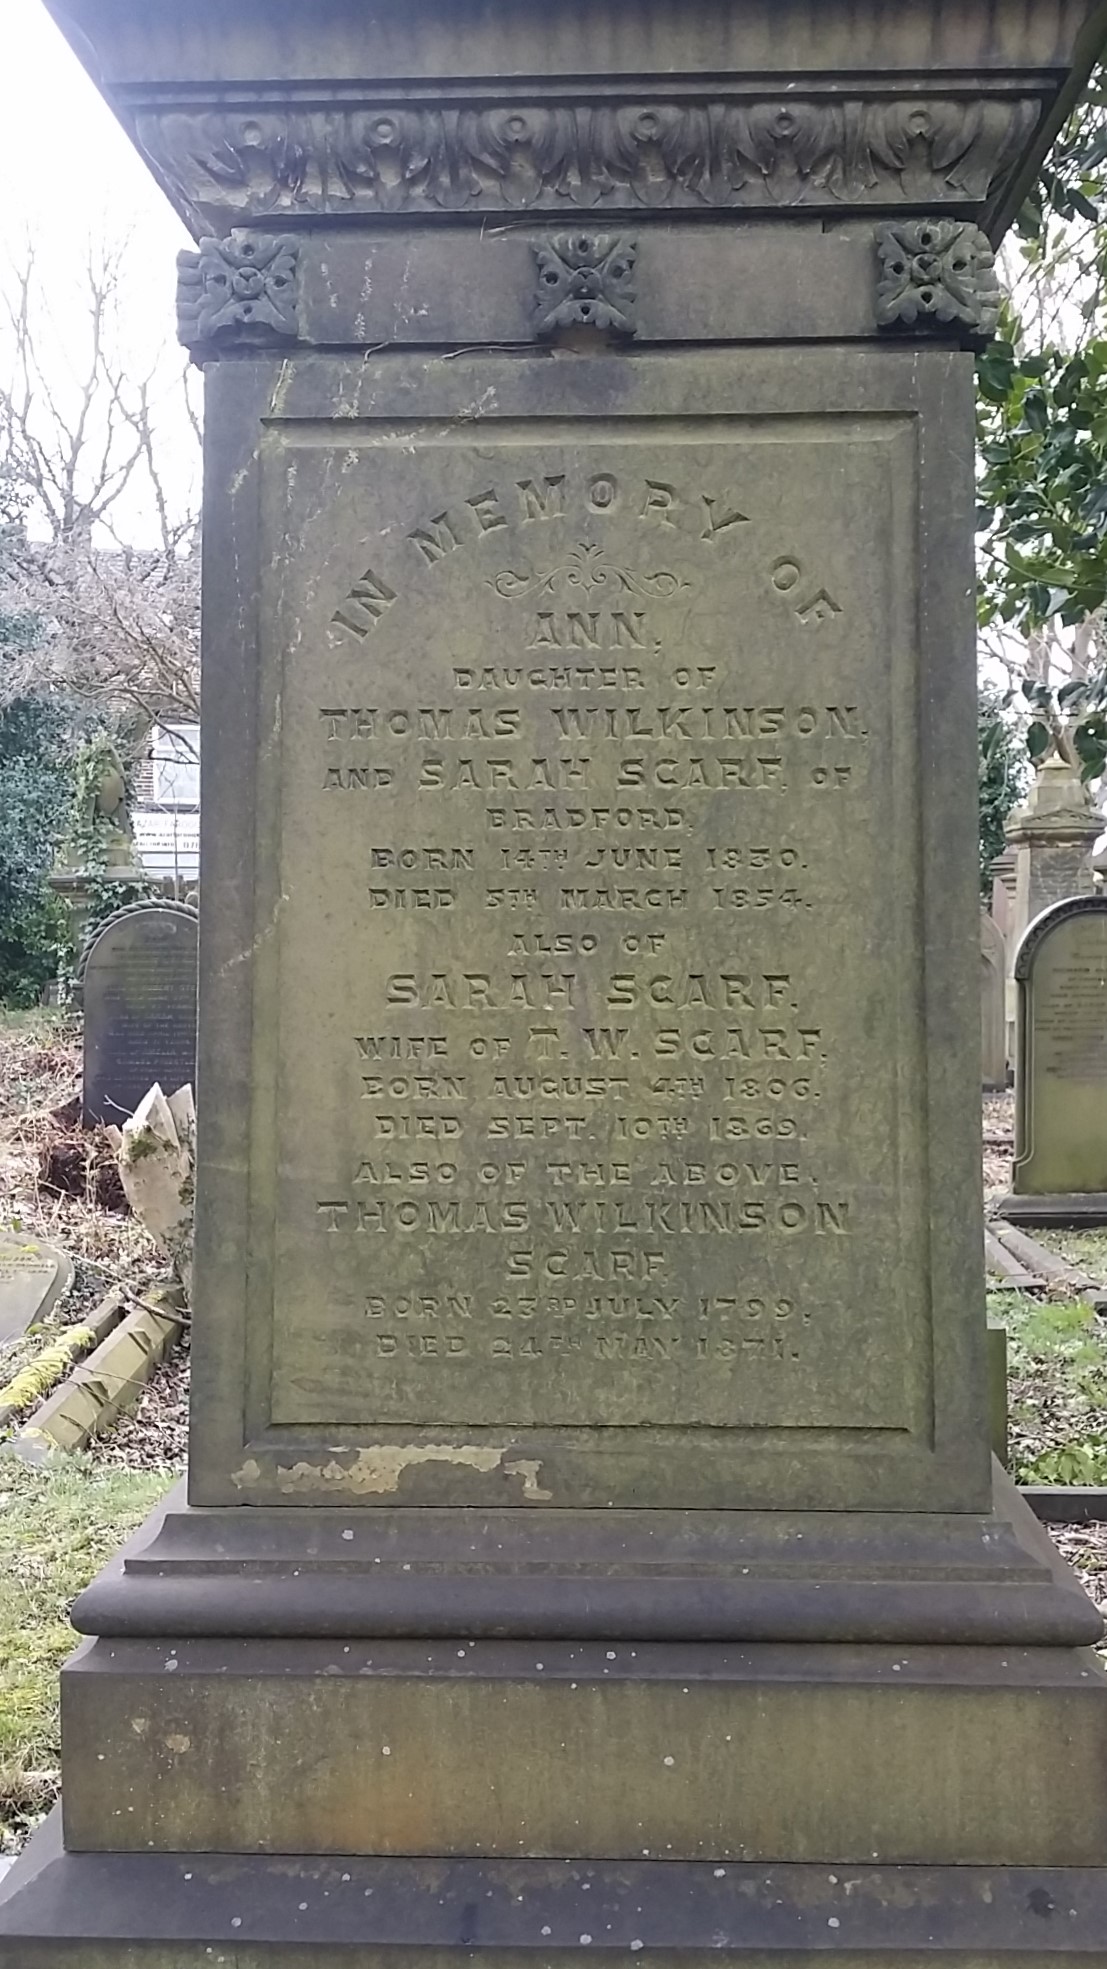 IN MEMORY OF
ANN,
DAUGHTER OF
THOMAS WILKINSON,
AND SARAH SCARF, OF
BRADFORD,
BORN 14TH JUNE 1830.
DIED 5TH MARCH 1854.
ALSO OF
SARAH SCARF,
WIFE OF T. W. SCARF,
BORN AUGUST 4TH 1806.
DIED SEPT. 10TH 1869.
ALSO OF THE ABOVE,
THOMAS WILKINSON
SCARF,
BORN 23RD JULY 1799,
DIED 24TH MAY 1871.